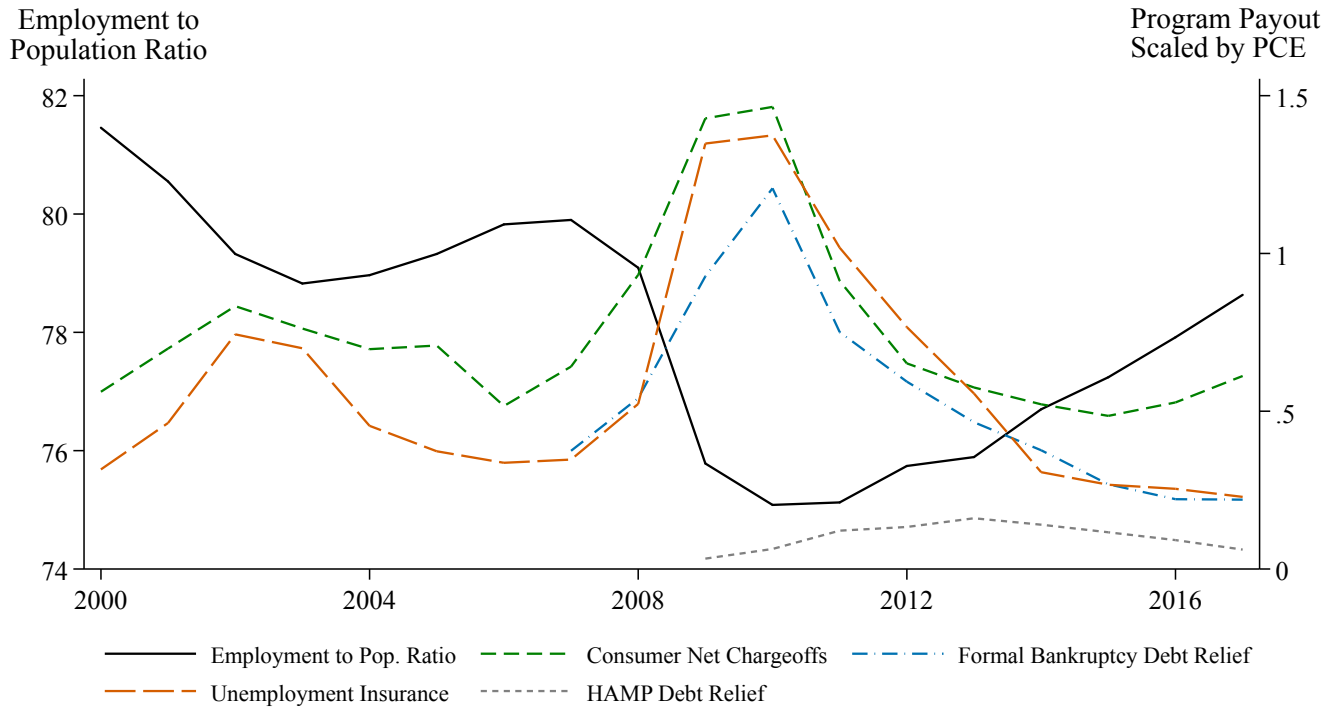 Employment to
Population Ratio
Program Payout
Scaled by PCE
82
80
78
76
74
1.5
1
.5
0
2000
2004
2008
2012
2016
Employment to Pop. Ratio
Consumer Net Chargeoffs
Formal Bankruptcy Debt Relief
Unemployment Insurance
HAMP Debt Relief